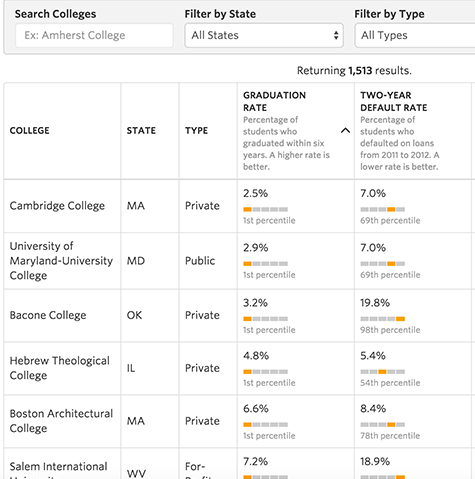 Search Colleges
Filter by State
Filter by Type
Ex: Amherst College
All States
All Types
Returning 1,513 results.
COLLEGE
STATE
TYPE
GRADUATION
RATE
Percentage of
students who
graduated within six
years. A higher rate is
better.
TWO-YEAR
DEFAULT RATE
Percentage of
students who
defaulted on loans
from 2011 to 2012. A
lower rate is better.
Cambridge College
MA
Private
2.5%
1st percentile
7.0%
69th percentile
University of
Maryland-University
College
MD
Public
2.9%
1st percentile
7.0%
69th percentile
Bacone College
OK
Private
3.2%
1st percentile
19.8%
98th percentile
Hebrew Theological
College
IL
Private
4.8%
1st percentile
5.4%
54th percentile
Boston Architectural
College
MA
Private
6.6%
1st percentile
8.4%
78th percentile
Salem International
WV
For-
7.2%
18.9%